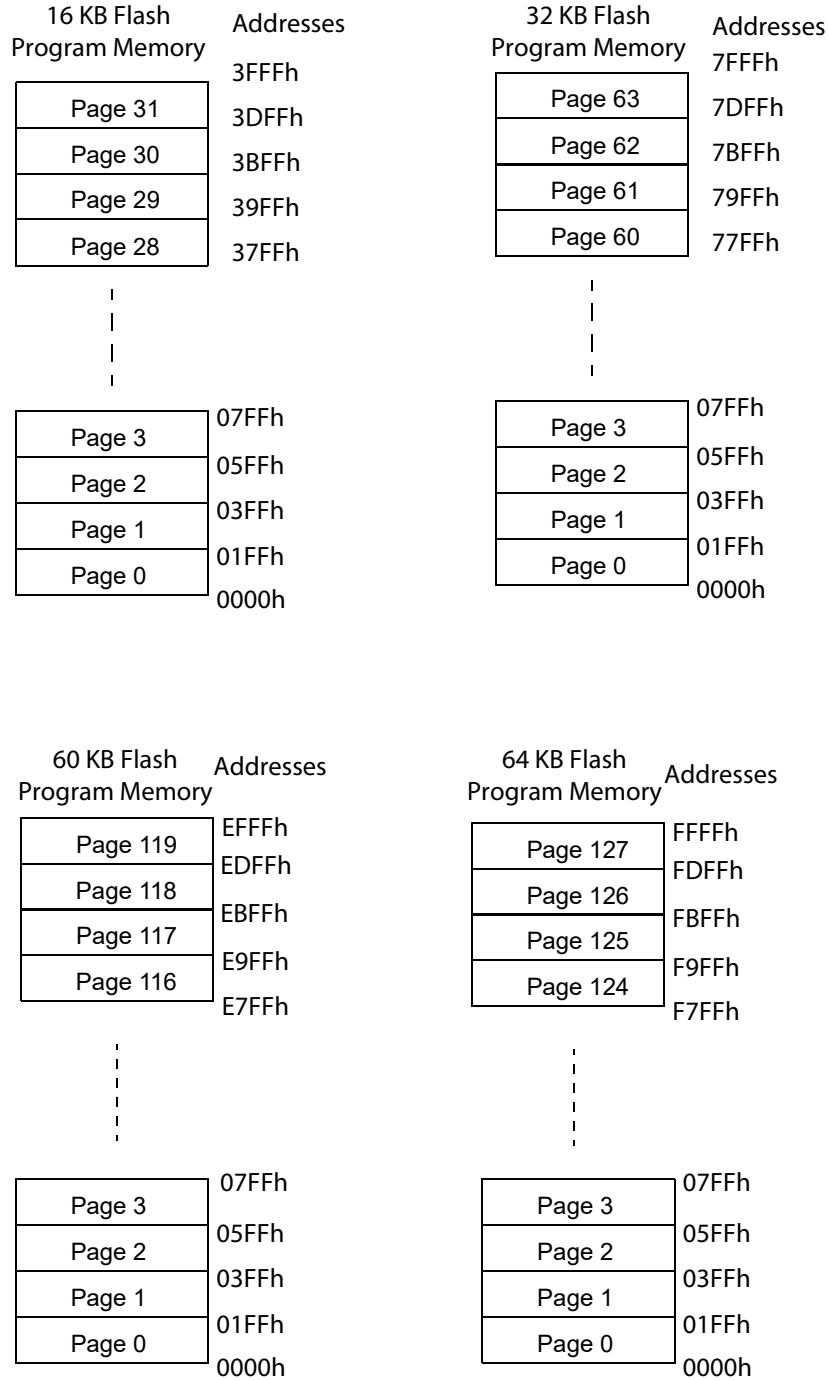 16 KB Flash
Program Memory
Addresses
3FFFh
Page 31
3DFFh
Page 30
3BFFh
Page 29
39FFh
Page 28
37FFh
07FFh
Page 3
05FFh
Page 2
03FFh
Page 1
01FFh
Page 0
0000h
32 KB Flash
Program Memory
Addresses
7FFFh
Page 63
7DFFh
Page 62
7BFFh
Page 61
79FFh
Page 60
77FFh
07FFh
Page 3
05FFh
Page 2
03FFh
Page 1
01FFh
Page 0
0000h
60 KB Flash
Program Memory
Addresses
EFFFh
Page 119
EDFFh
Page 118
EBFFh
Page 117
E9FFh
Page 116
E7FFh
07FFh
Page 3
05FFh
Page 2
03FFh
Page 1
01FFh
Page 0
0000h
64 KB Flash
Program Memory
Addresses
FFFFh
Page 127
FDFFh
Page 126
FBFFh
Page 125
F9FFh
Page 124
F7FFh
07FFh
Page 3
05FFh
Page 2
03FFh
Page 1
01FFh
Page 0
0000h